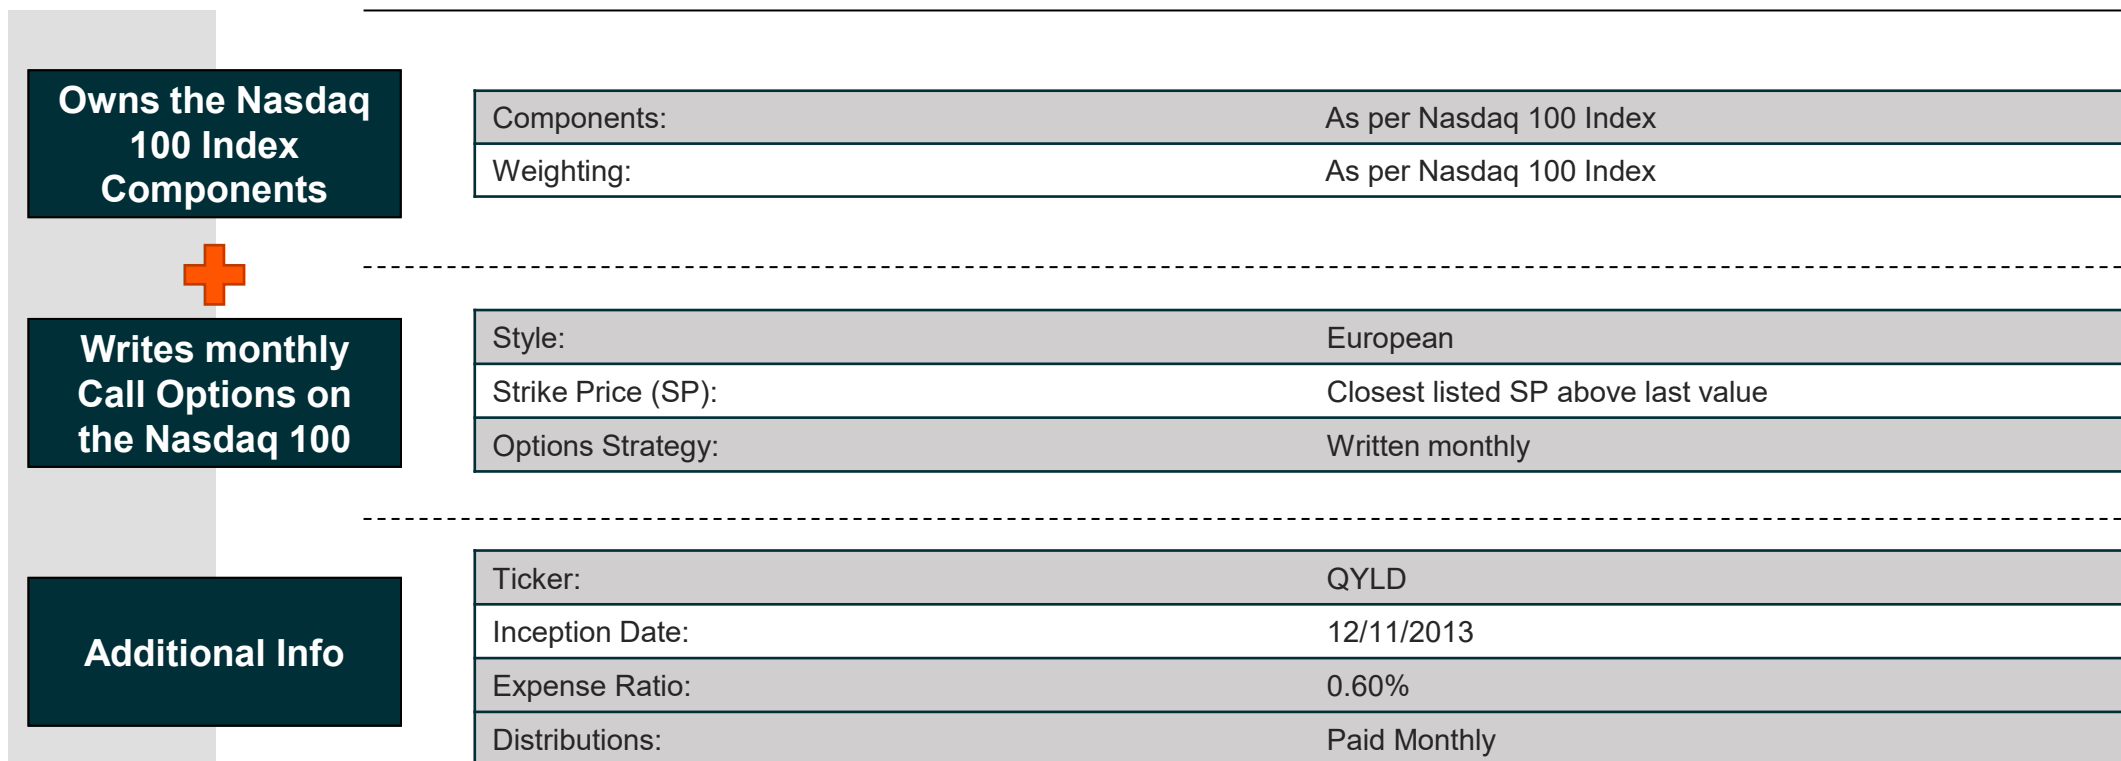 Owns the Nasdaq
100 Index
Components
Components: As per Nasdaq 100 Index
Weighting: As per Nasdaq 100 Index
Writes monthly
Call Options on
the Nasdaq 100
Style: European
Strike Price (SP): Closest listed SP above last value
Options Strategy: Written monthly
Additional Info
Ticker: QYLD
Inception Date: 12/11/2013
Expense Ratio: 0.60%
Distributions: Paid Monthly